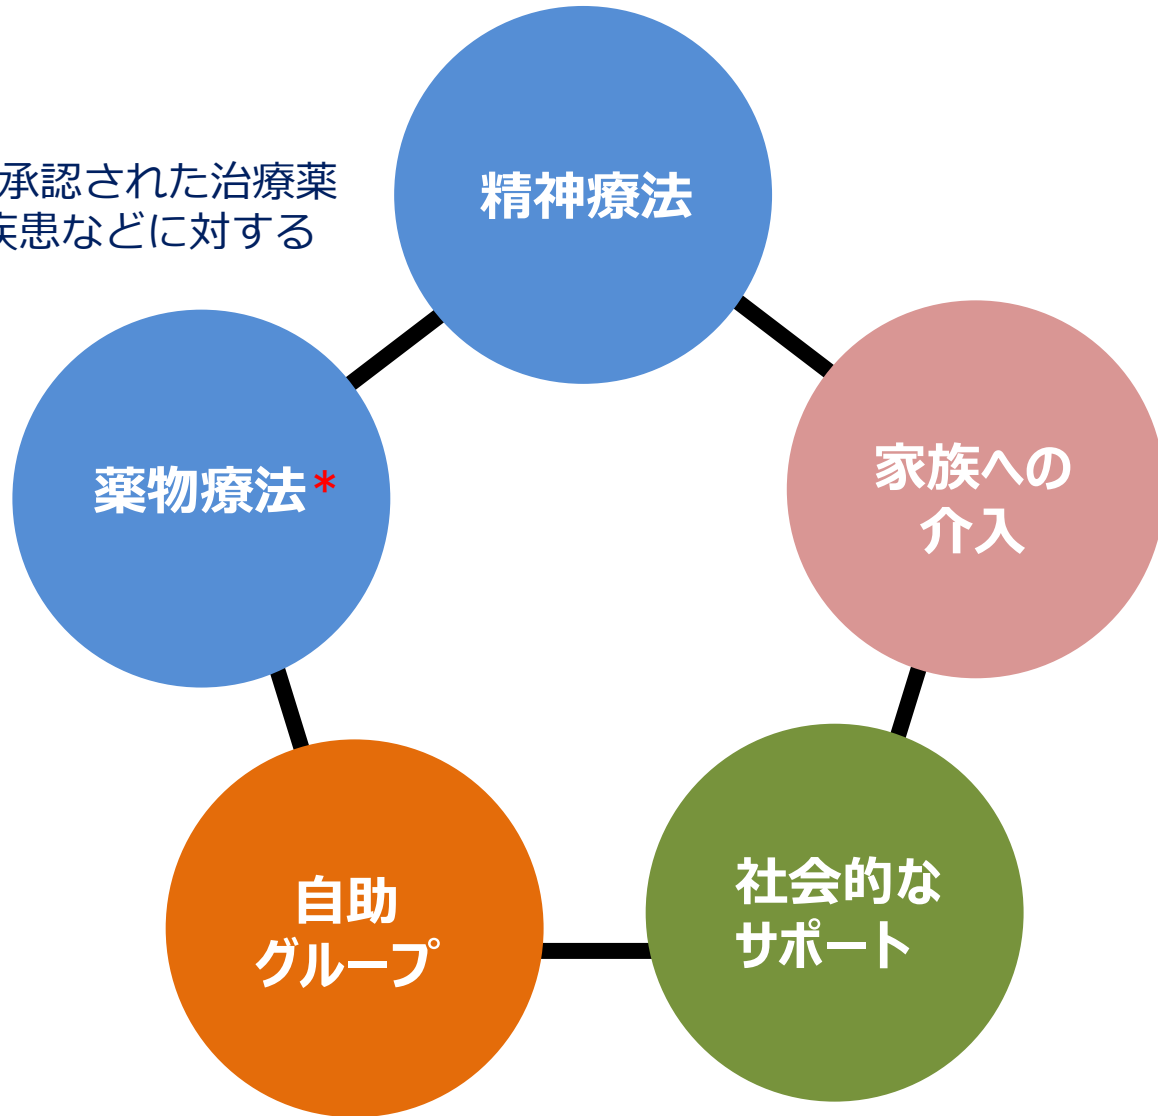 承認された治療薬
疾患などに対する
精神療法
薬物療法*
家族への
介入
自助
グループ
社会的な
サポート